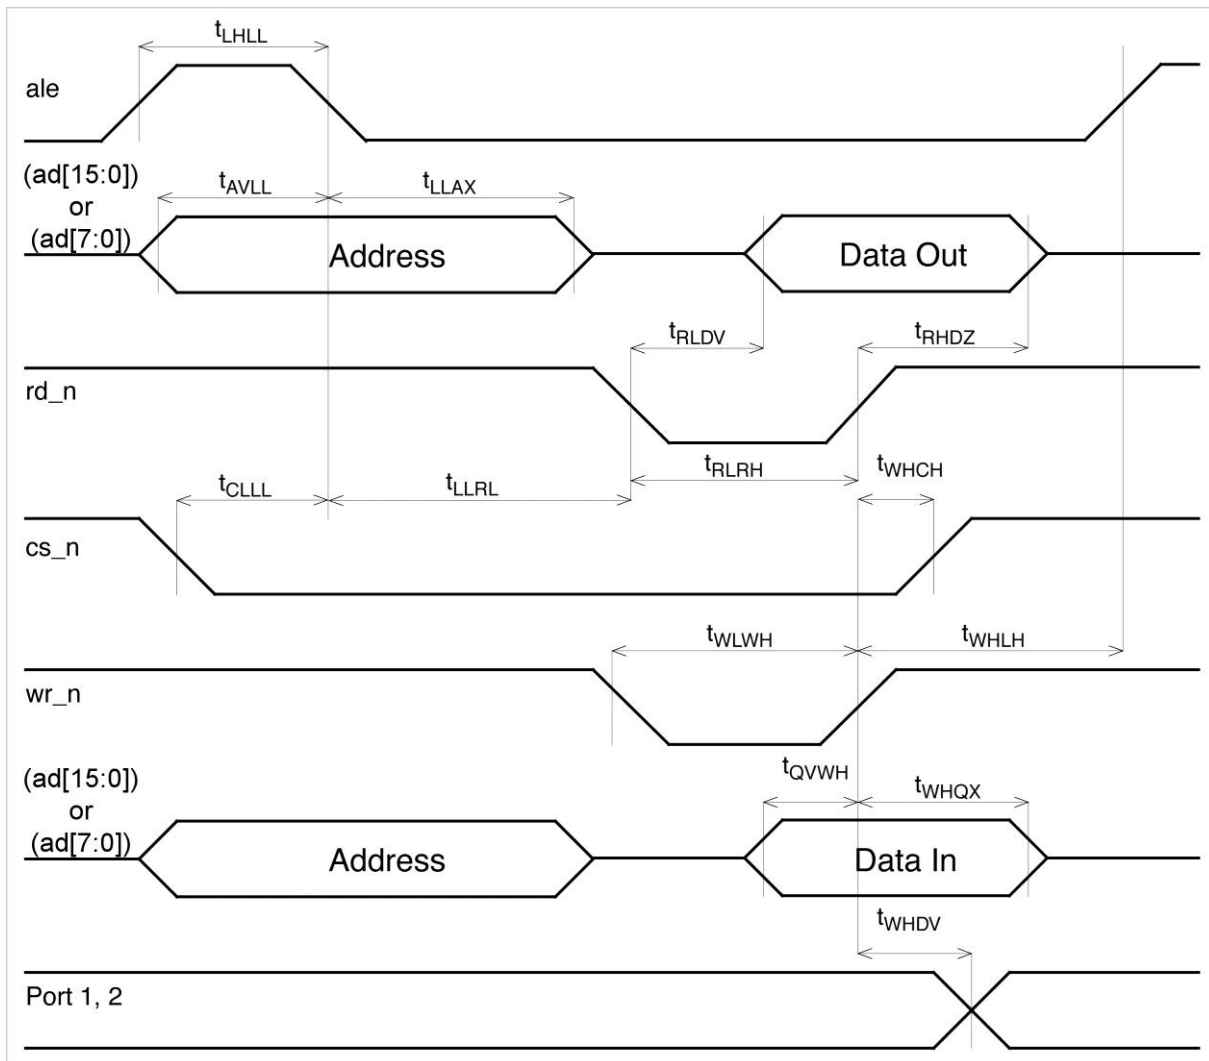 tLHLL
ale
(ad[15:0])
or
(ad[7:0])
tAVLL
tLLAX
Address
Data Out
tRLDV
tRHDZ
rd_n
tRLRH
tWHCH
tCLLL
tLLRL
cs_n
tWLWH
tWHLH
wr_n
(ad[15:0])
or
(ad[7:0])
tQVWH
tWHQX
Address
Data In
tWHDV
Port 1, 2